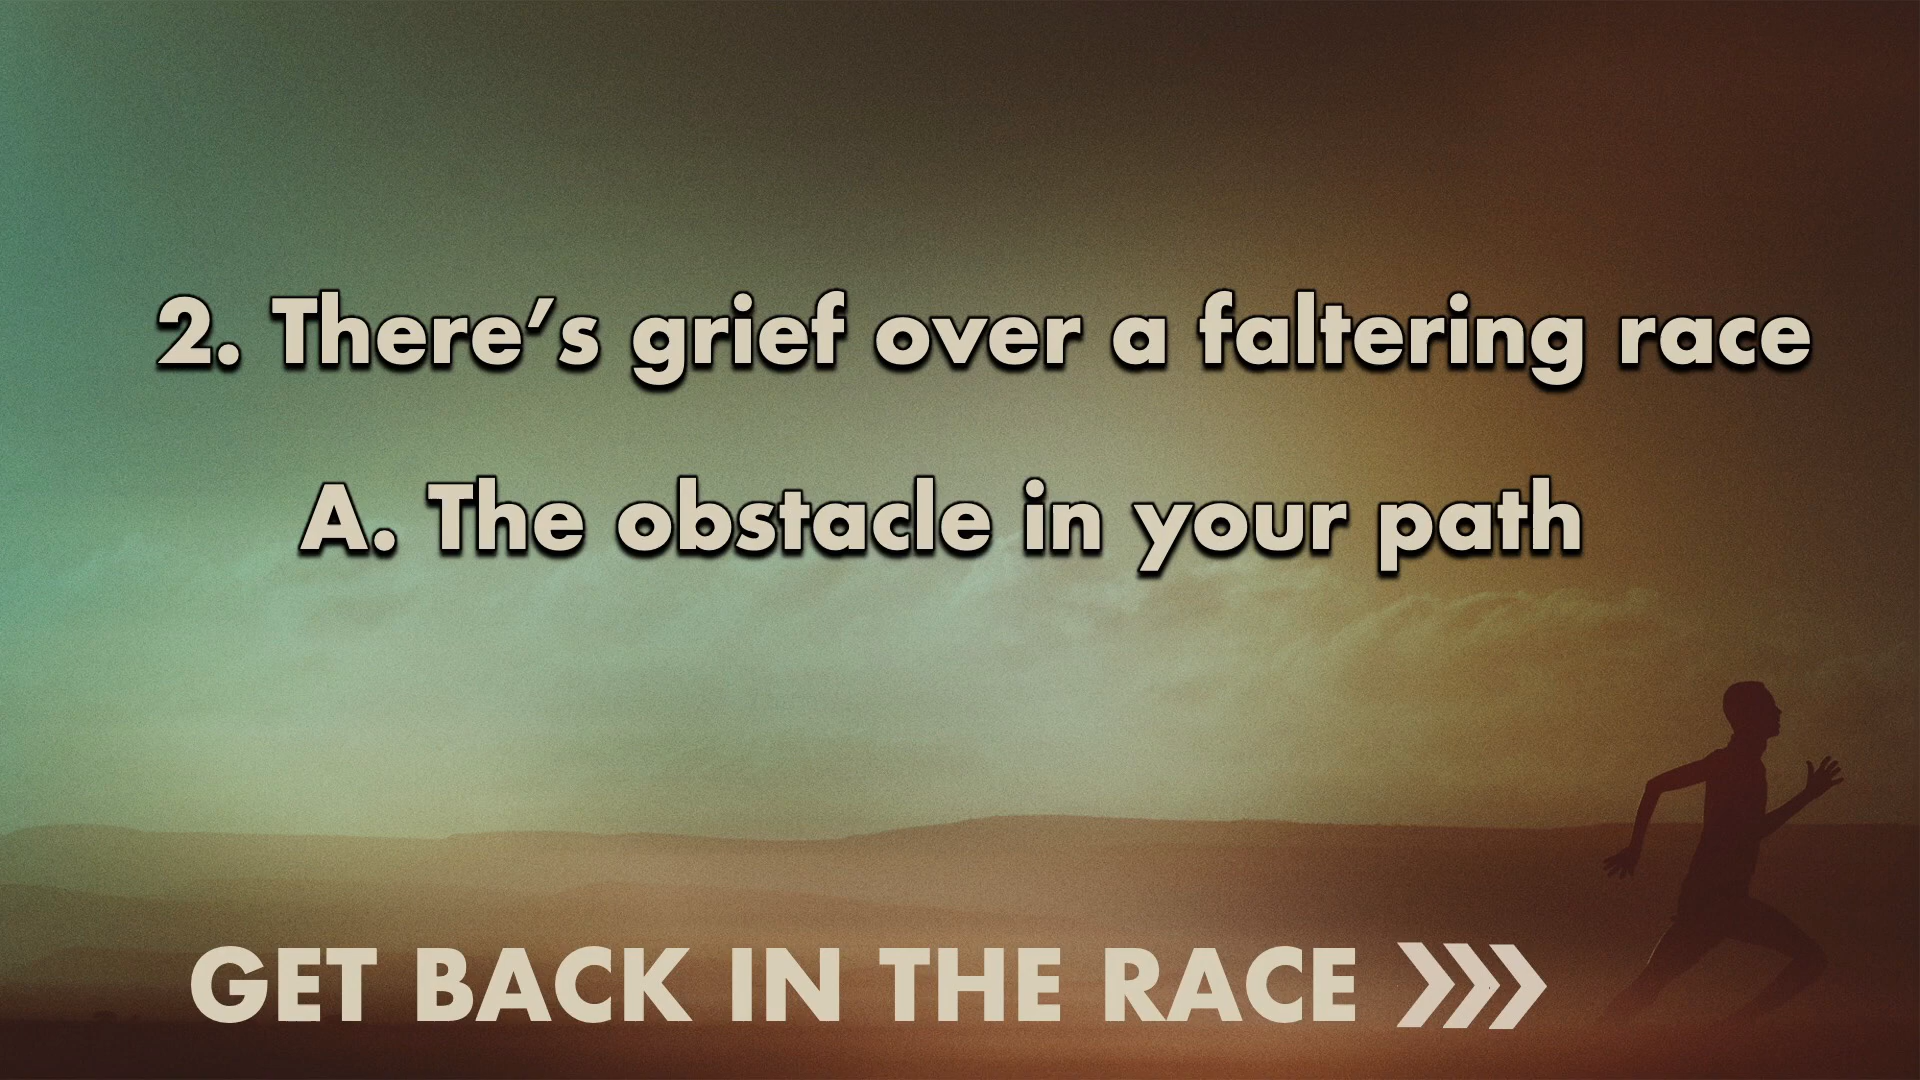 2. There’s grief over a faltering race
A. The obstacle in your path
GET BACK IN THE RACE